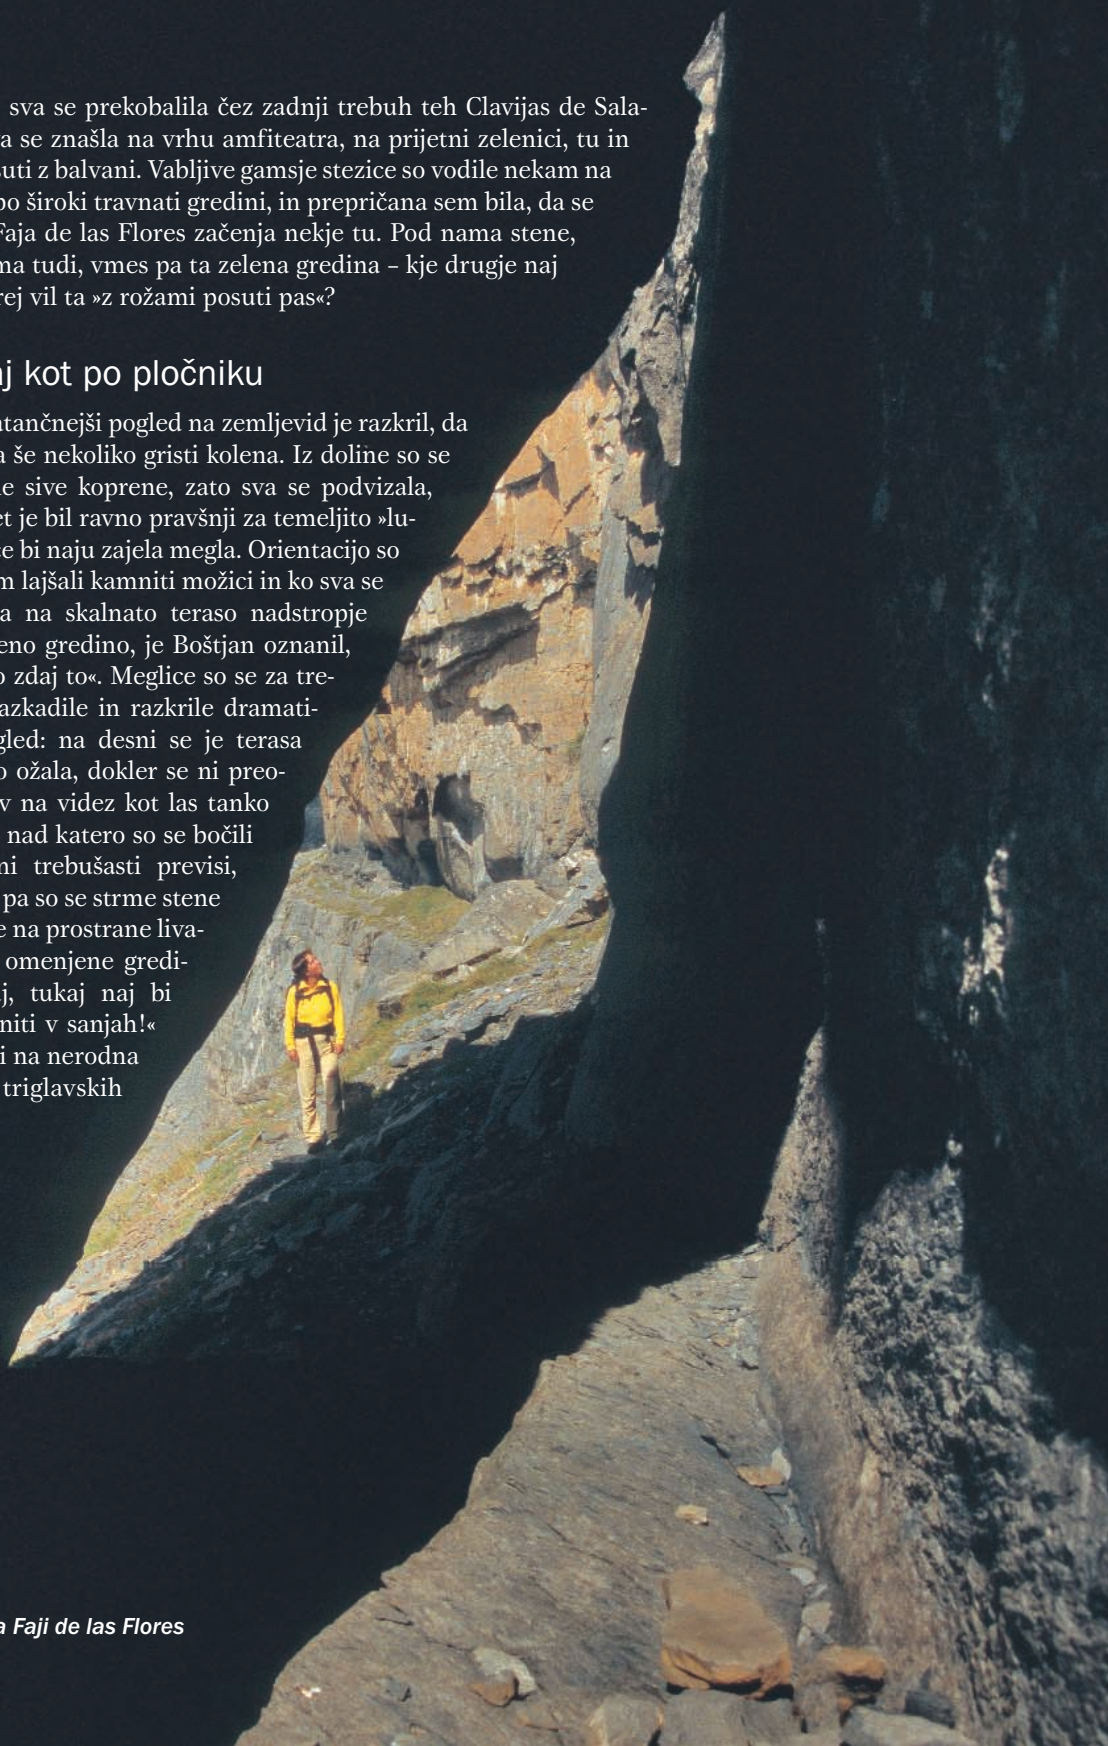 sva se prekobalila čez zadnji trebuh teh Clavijas de Sala-
a se znašla na vrhu amfiteatra, na prijetni zelenici, tu in
suti z balvani. Vabljive gamsje stezice so vodile nekam na
po široki travnati gredini, in prepričana sem bila, da se
Faja de las Flores začenja nekje tu. Pod nama stene,
ma tudi, vmes pa ta zelena gredina – kje drugje naj
rej vil ta »z rožami posuti pas«?
aj kot po pločniku
atančnejši pogled na zemljevid je razkril, da
a še nekoliko gristi kolena. Iz doline so se
le sive koprene, zato sva se podvizala,
et je bil ravno pravšnji za temeljito »lu-
če bi naju zajela megla. Orientacijo so
m lajšali kamniti možici in ko sva se
a na skalnato teraso nadstropje
eno gredino, je Boštjan oznanil,
o zdaj to«. Meglice so se za tre-
azkadile in razkrile dramati-
gled: na desni se je terasa
o ožala, dokler se ni preo-
v na videz kot las tanko
nad katero so se bočili
ni trebušasti previsi,
pa so se strme stene
e na prostrane liva-
omenjene gredi-
j, tukaj naj bi
niti v sanjah!«
i na nerodna
triglavskih
a Faji de las Flores